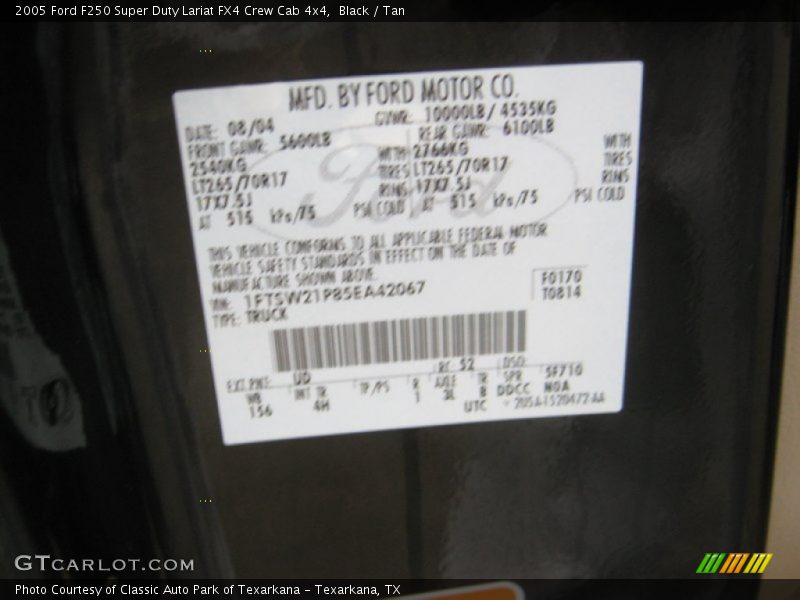 2005 Ford F250 Super Duty Lariat FX4 Crew Cab 4x4, Black / Tan
MFD. BY FORD MOTOR CO.
DATE: 08/04 GVWR: 10000LB/ 4535KG
FRONT GAWR: 5600LB REAR GAWR: 6100LB
2540KG WITH 2766KG WITH
LT265/70R17 TIRES LT265/70R17 TIRES
17X7.5J RIMS 17X7.5J RIMS
AT 515 kPa/75 PSI COLD AT 515 kPa/75 PSI COLD
THIS VEHICLE CONFORMS TO ALL APPLICABLE FEDERAL MOTOR
VEHICLE SAFETY STANDARDS IN EFFECT ON THE DATE OF
MANUFACTURE SHOWN ABOVE.
VIN: 1FTSW21P85EA42067 F0170
TYPE: TRUCK T0814
EXT PNT: UD RC: 52 DSO:
WB INT TR TP/PS R AXLE TR SPR 5F710
156 4H 1 3L B DDCC N0A
UTC
Ford
GTCARLOT.COM
Photo Courtesy of Classic Auto Park of Texarkana - Texarkana, TX